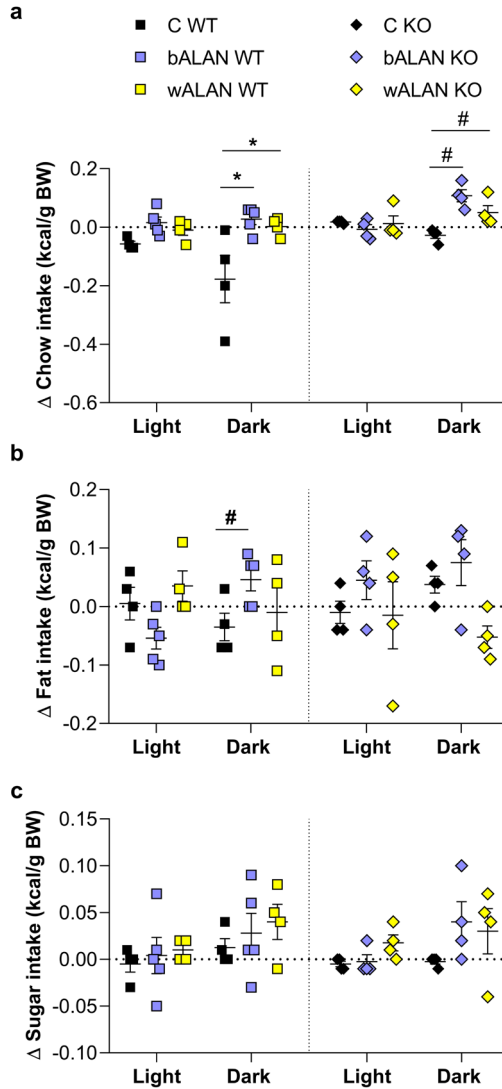 a
C WT
C KO
bALAN WT
bALAN KO
wALAN WT
wALAN KO
#
* #
*
Δ Chow intake (kcal/g BW)
0.2
0.0
-0.2
-0.4
-0.6
Light Dark Light Dark
b
Δ Fat intake (kcal/g BW)
0.2
0.1
0.0
-0.1
-0.2
#
Light Dark Light Dark
c
Δ Sugar intake (kcal/g BW)
0.15
0.10
0.05
0.00
-0.05
-0.10
Light Dark Light Dark